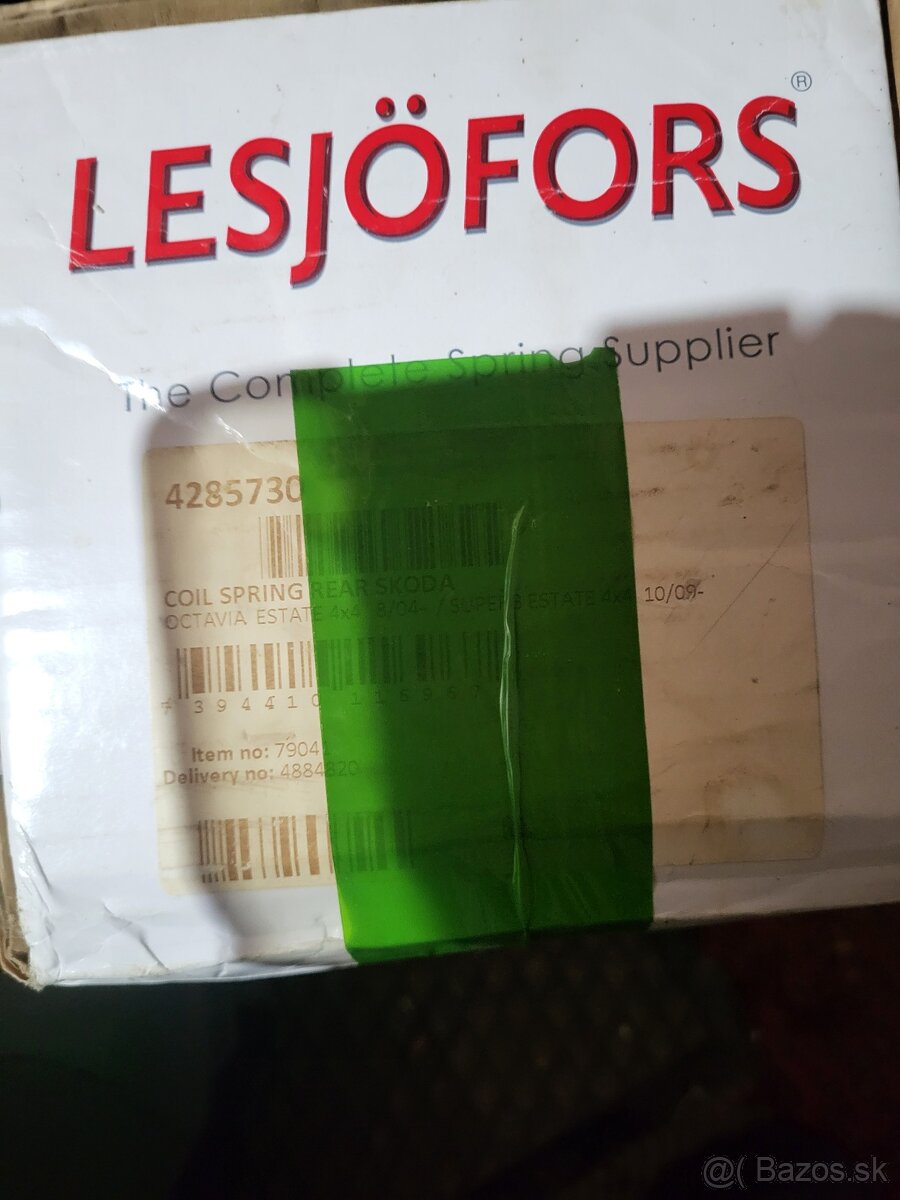 LESJÖFORS®
The Complete Spring Supplier
4285730
COIL SPRING REAR SKODA
OCTAVIA ESTATE 4x4 8/04- / SUPERB ESTATE 4x4 10/09-
Item no: 7904
Delivery no: 4884820
@( Bazos.sk